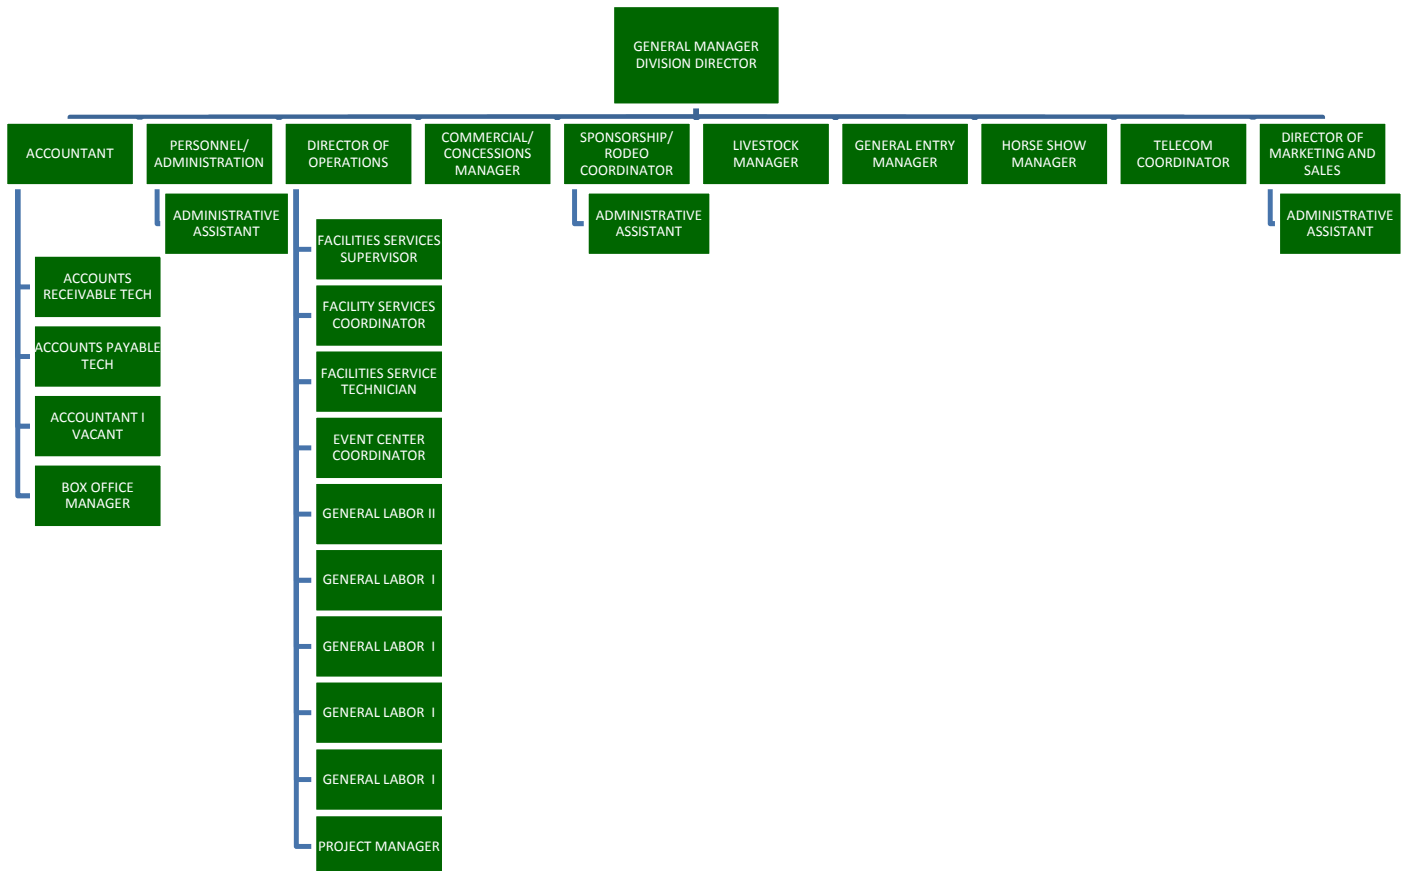 GENERAL MANAGER
DIVISION DIRECTOR
ACCOUNTANT
PERSONNEL/
ADMINISTRATION
DIRECTOR OF
OPERATIONS
COMMERCIAL/
CONCESSIONS
MANAGER
SPONSORSHIP/
RODEO
COORDINATOR
LIVESTOCK
MANAGER
GENERAL ENTRY
MANAGER
HORSE SHOW
MANAGER
TELECOM
COORDINATOR
DIRECTOR OF
MARKETING AND
SALES
ACCOUNTS
RECEIVABLE TECH
ACCOUNTS PAYABLE
TECH
ACCOUNTANT I
VACANT
BOX OFFICE
MANAGER
ADMINISTRATIVE
ASSISTANT
FACILITIES SERVICES
SUPERVISOR
FACILITY SERVICES
COORDINATOR
FACILITIES SERVICE
TECHNICIAN
EVENT CENTER
COORDINATOR
GENERAL LABOR II
GENERAL LABOR  I
GENERAL LABOR  I
GENERAL LABOR  I
GENERAL LABOR  I
PROJECT MANAGER
ADMINISTRATIVE
ASSISTANT
ADMINISTRATIVE
ASSISTANT